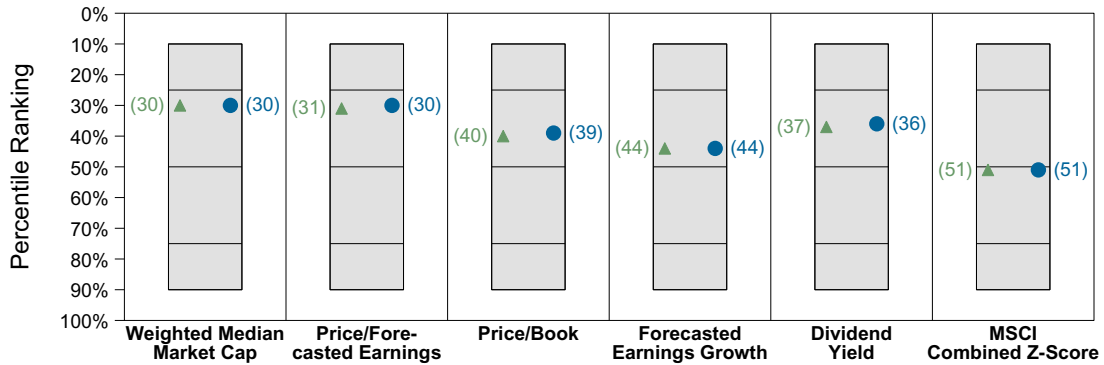 Percentile Ranking
0%
10%
20%
30%
40%
50%
60%
70%
80%
90%
100%
(30)
(30)
(31)
(30)
(40)
(39)
(44)
(44)
(37)
(36)
(51)
(51)
Weighted Median
Market Cap
Price/Fore-
casted Earnings
Price/Book
Forecasted
Earnings Growth
Dividend
Yield
MSCI
Combined Z-Score